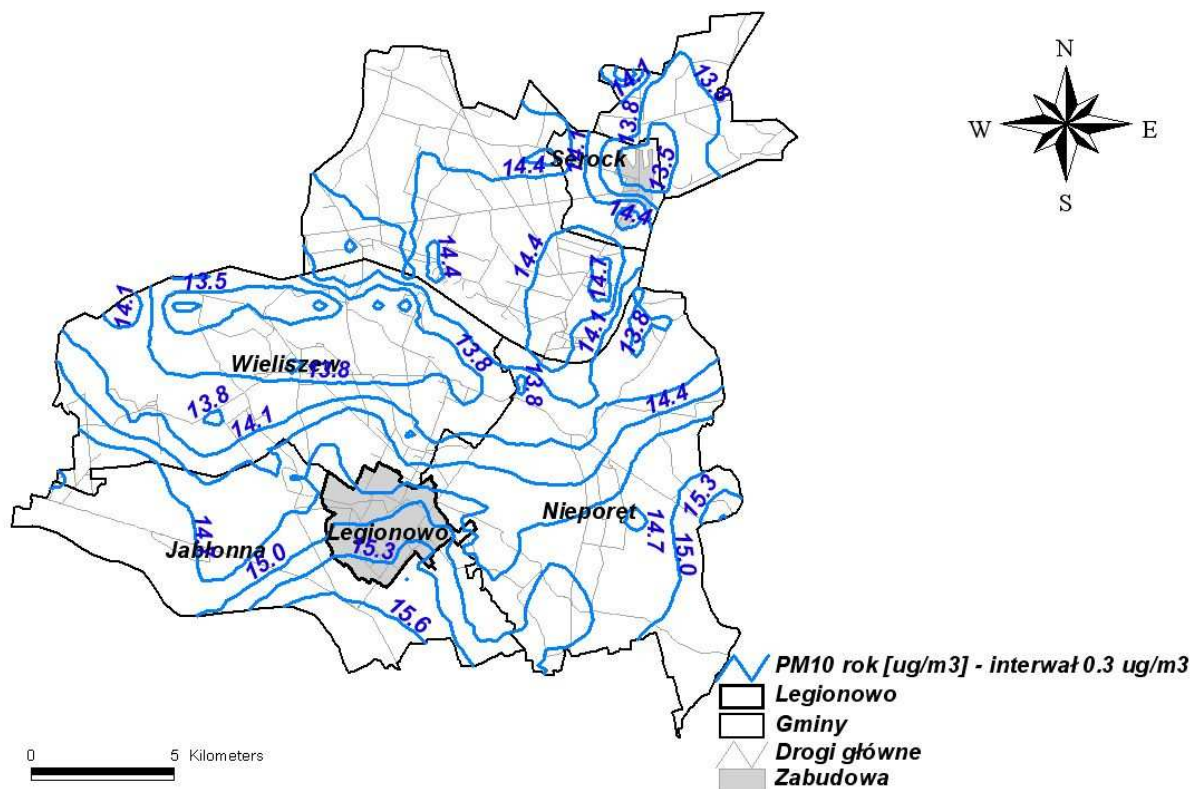 N
W E
S
14.1
13.8
13.8
14.1
Serock
14.4
13.5
14.4
14.4
14.4
14.7
14.1
13.8
13.5
14.1
13.8
Wieliszew
13.8
13.8
13.8
14.1
14.4
15.3
Nieporęt
14.7
15.0
Legionowo
15.3
Jabłonna
15.0
15.6
PM10 rok [ug/m3] - interwał 0.3 ug/m3
Legionowo
Gminy
Drogi główne
Zabudowa
0 5 Kilometers